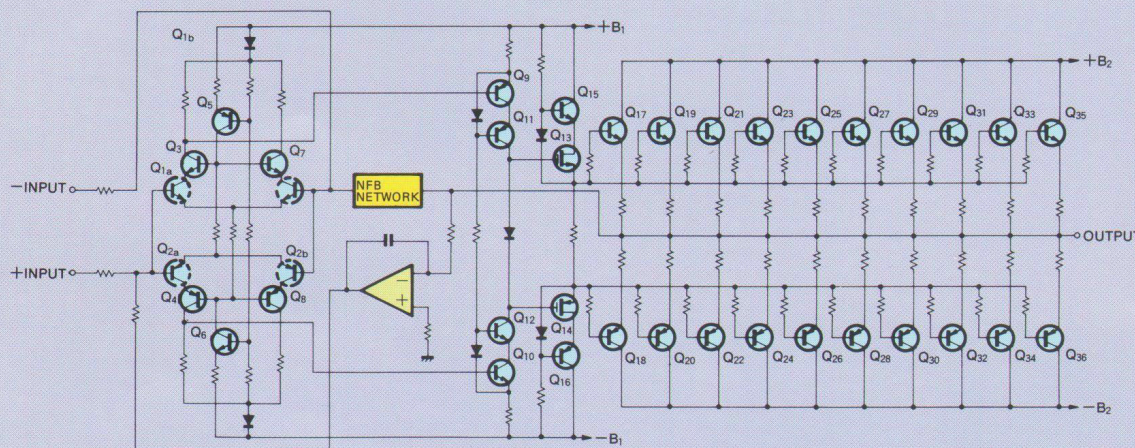 +B₁
Q₁b
Q₅
Q₃
Q₇
Q₁a
−INPUT
NFB
NETWORK
Q₂a
Q₂b
+INPUT
Q₄
Q₈
Q₆
−
+
Q₉
Q₁₁
Q₁₅
Q₁₃
Q₁₂
Q₁₀
Q₁₄
Q₁₆
−B₁
+B₂
Q₁₇
Q₁₉
Q₂₁
Q₂₃
Q₂₅
Q₂₇
Q₂₉
Q₃₁
Q₃₃
Q₃₅
OUTPUT
Q₁₈
Q₂₀
Q₂₂
Q₂₄
Q₂₆
Q₂₈
Q₃₀
Q₃₂
Q₃₄
Q₃₆
−B₂